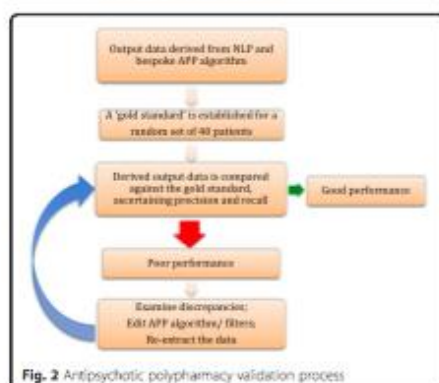 Output data derived from NLP and
bespoke APP algorithm
A 'gold standard' is established for a
random set of 40 patients
Derived output data is compared
against the gold standard,
ascertaining precision and recall
Good performance
Poor performance
Examine discrepancies;
Edit APP algorithm/ filters;
Re-extract the data
Fig. 2 Antipsychotic polypharmacy validation process